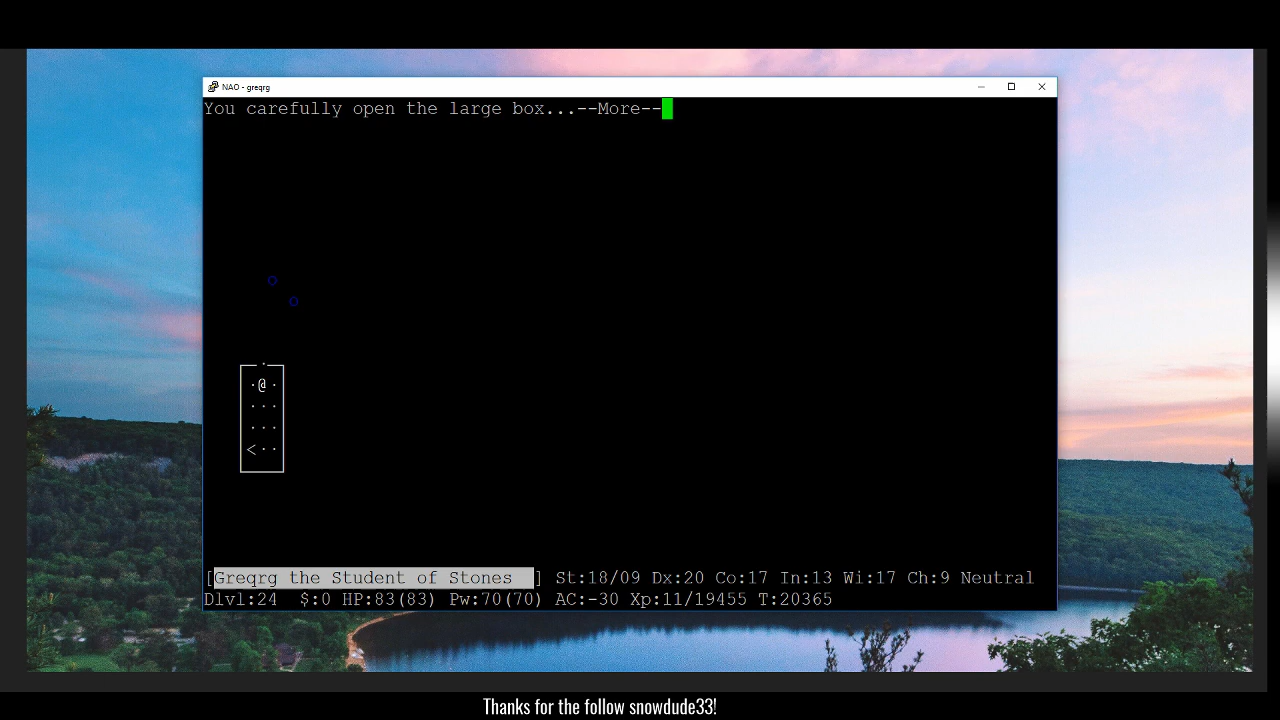 NAO - greqrg
You carefully open the large box...--More--
.
.@.
...
...
<..
[Greqrg the Student of Stones ] St:18/09 Dx:20 Co:17 In:13 Wi:17 Ch:9 Neutral
Dlvl:24 $:0 HP:83(83) Pw:70(70) AC:-30 Xp:11/19455 T:20365
Thanks for the follow snowdude33!